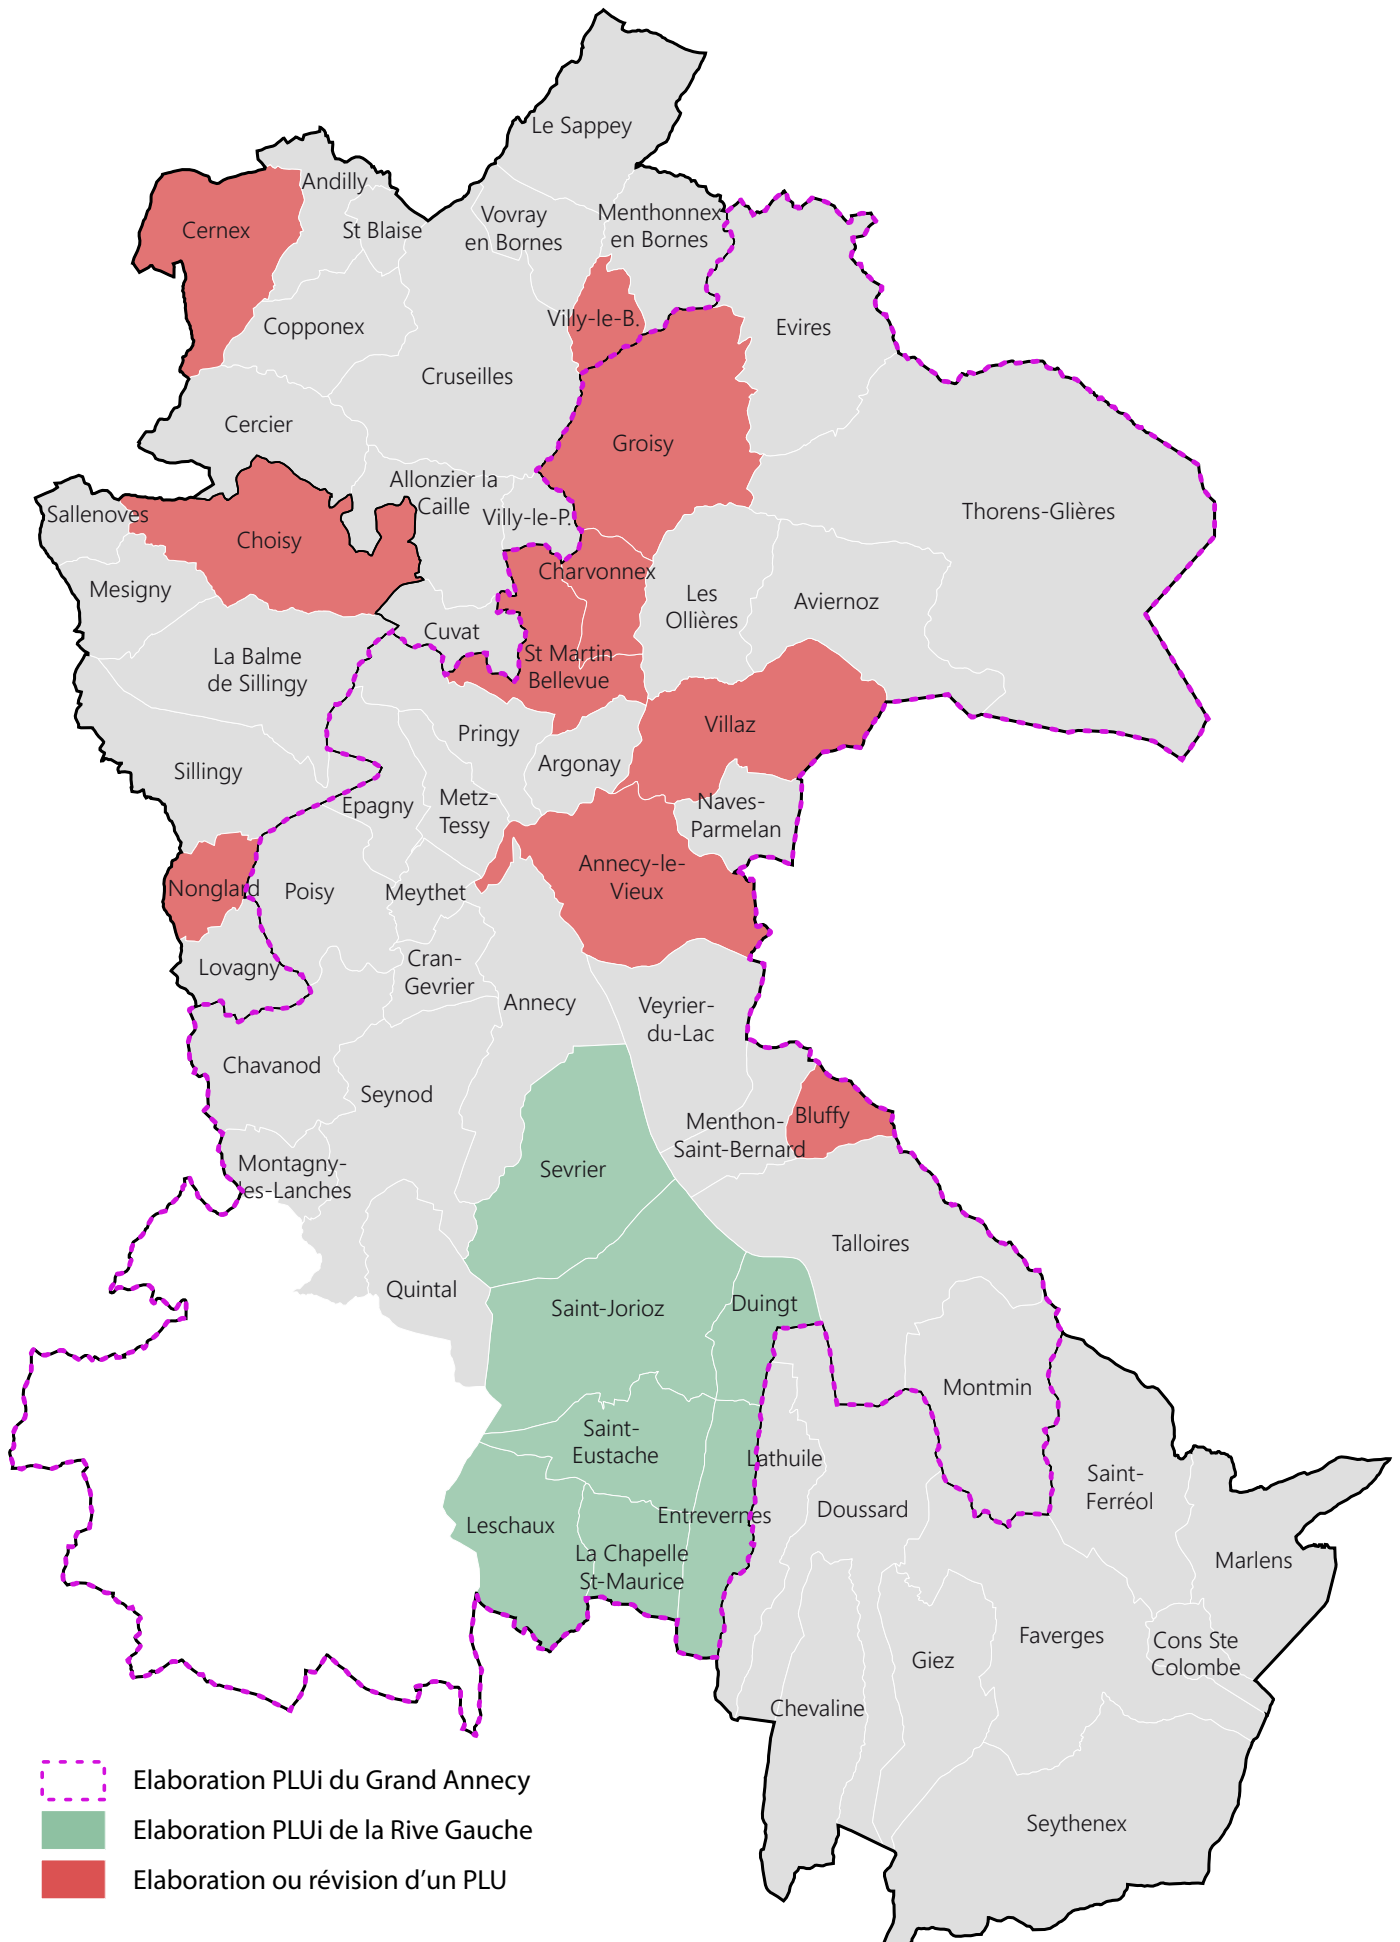 Le Sappey
Andilly
Cernex
St Blaise
Vovray
en Bornes
Menthonnex
en Bornes
Villy-le-B.
Evires
Copponex
Cruseilles
Cercier
Groisy
Allonzier la
Caille
Villy-le-P.
Sallenoves
Choisy
Thorens-Glières
Mesigny
Charvonnex
Les
Ollières
Aviernoz
Cuvat
La Balme
de Sillingy
St Martin
Bellevue
Villaz
Pringy
Argonay
Sillingy
Epagny
Metz-
Tessy
Naves-
Parmelan
Annecy-le-
Vieux
Nonglard
Poisy
Meythet
Lovagny
Cran-
Gevrier
Annecy
Veyrier-
du-Lac
Chavanod
Seynod
Menthon-
Saint-Bernard
Bluffy
Montagny-
les-Lanches
Sevrier
Talloires
Quintal
Saint-Jorioz
Duingt
Montmin
Saint-
Eustache
Lathuile
Saint-
Ferréol
Leschaux
Entrevernes
Doussard
La Chapelle
St-Maurice
Marlens
Faverges
Cons Ste
Colombe
Giez
Chevaline
Seythenex
Elaboration PLUi du Grand Annecy
Elaboration PLUi de la Rive Gauche
Elaboration ou révision d’un PLU